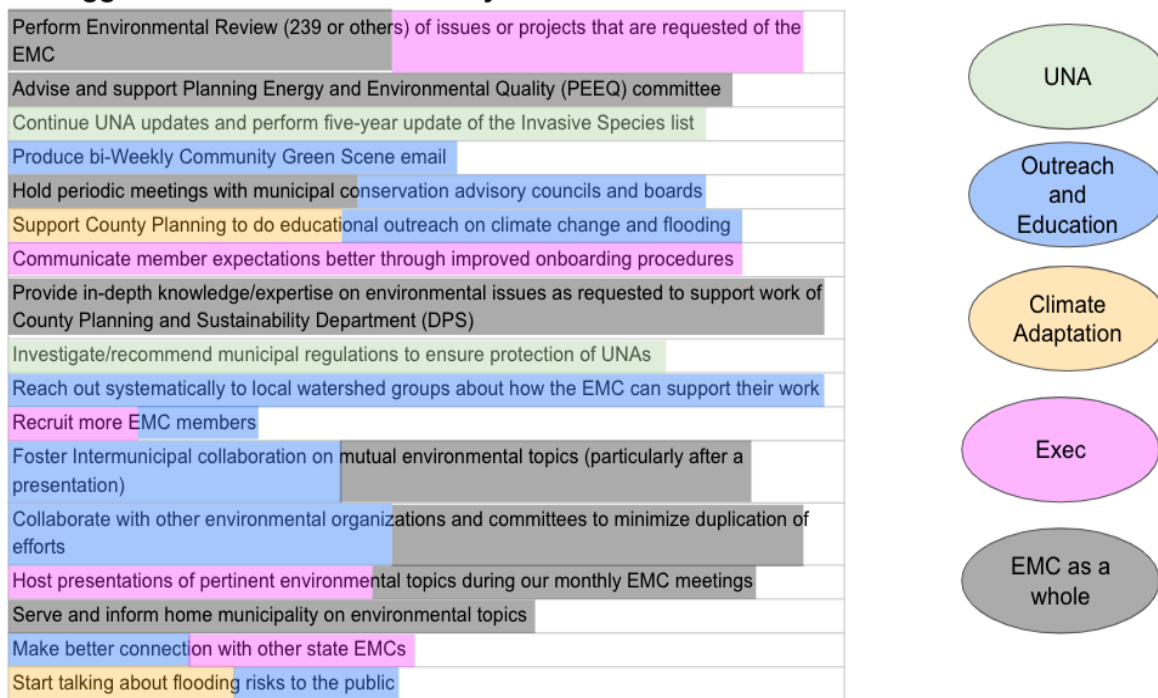 Perform Environmental Review (239 or others) of issues or projects that are requested of the
EMC
Advise and support Planning Energy and Environmental Quality (PEEQ) committee
Continue UNA updates and perform five-year update of the Invasive Species list
Produce bi-Weekly Community Green Scene email
Hold periodic meetings with municipal conservation advisory councils and boards
Support County Planning to do educational outreach on climate change and flooding
Communicate member expectations better through improved onboarding procedures
Provide in-depth knowledge/expertise on environmental issues as requested to support work of
County Planning and Sustainability Department (DPS)
Investigate/recommend municipal regulations to ensure protection of UNAs
Reach out systematically to local watershed groups about how the EMC can support their work
Recruit more EMC members
Foster Intermunicipal collaboration on mutual environmental topics (particularly after a
presentation)
Collaborate with other environmental organizations and committees to minimize duplication of
efforts
Host presentations of pertinent environmental topics during our monthly EMC meetings
Serve and inform home municipality on environmental topics
Make better connection with other state EMCs
Start talking about flooding risks to the public
UNA
Outreach
and
Education
Climate
Adaptation
Exec
EMC as a
whole